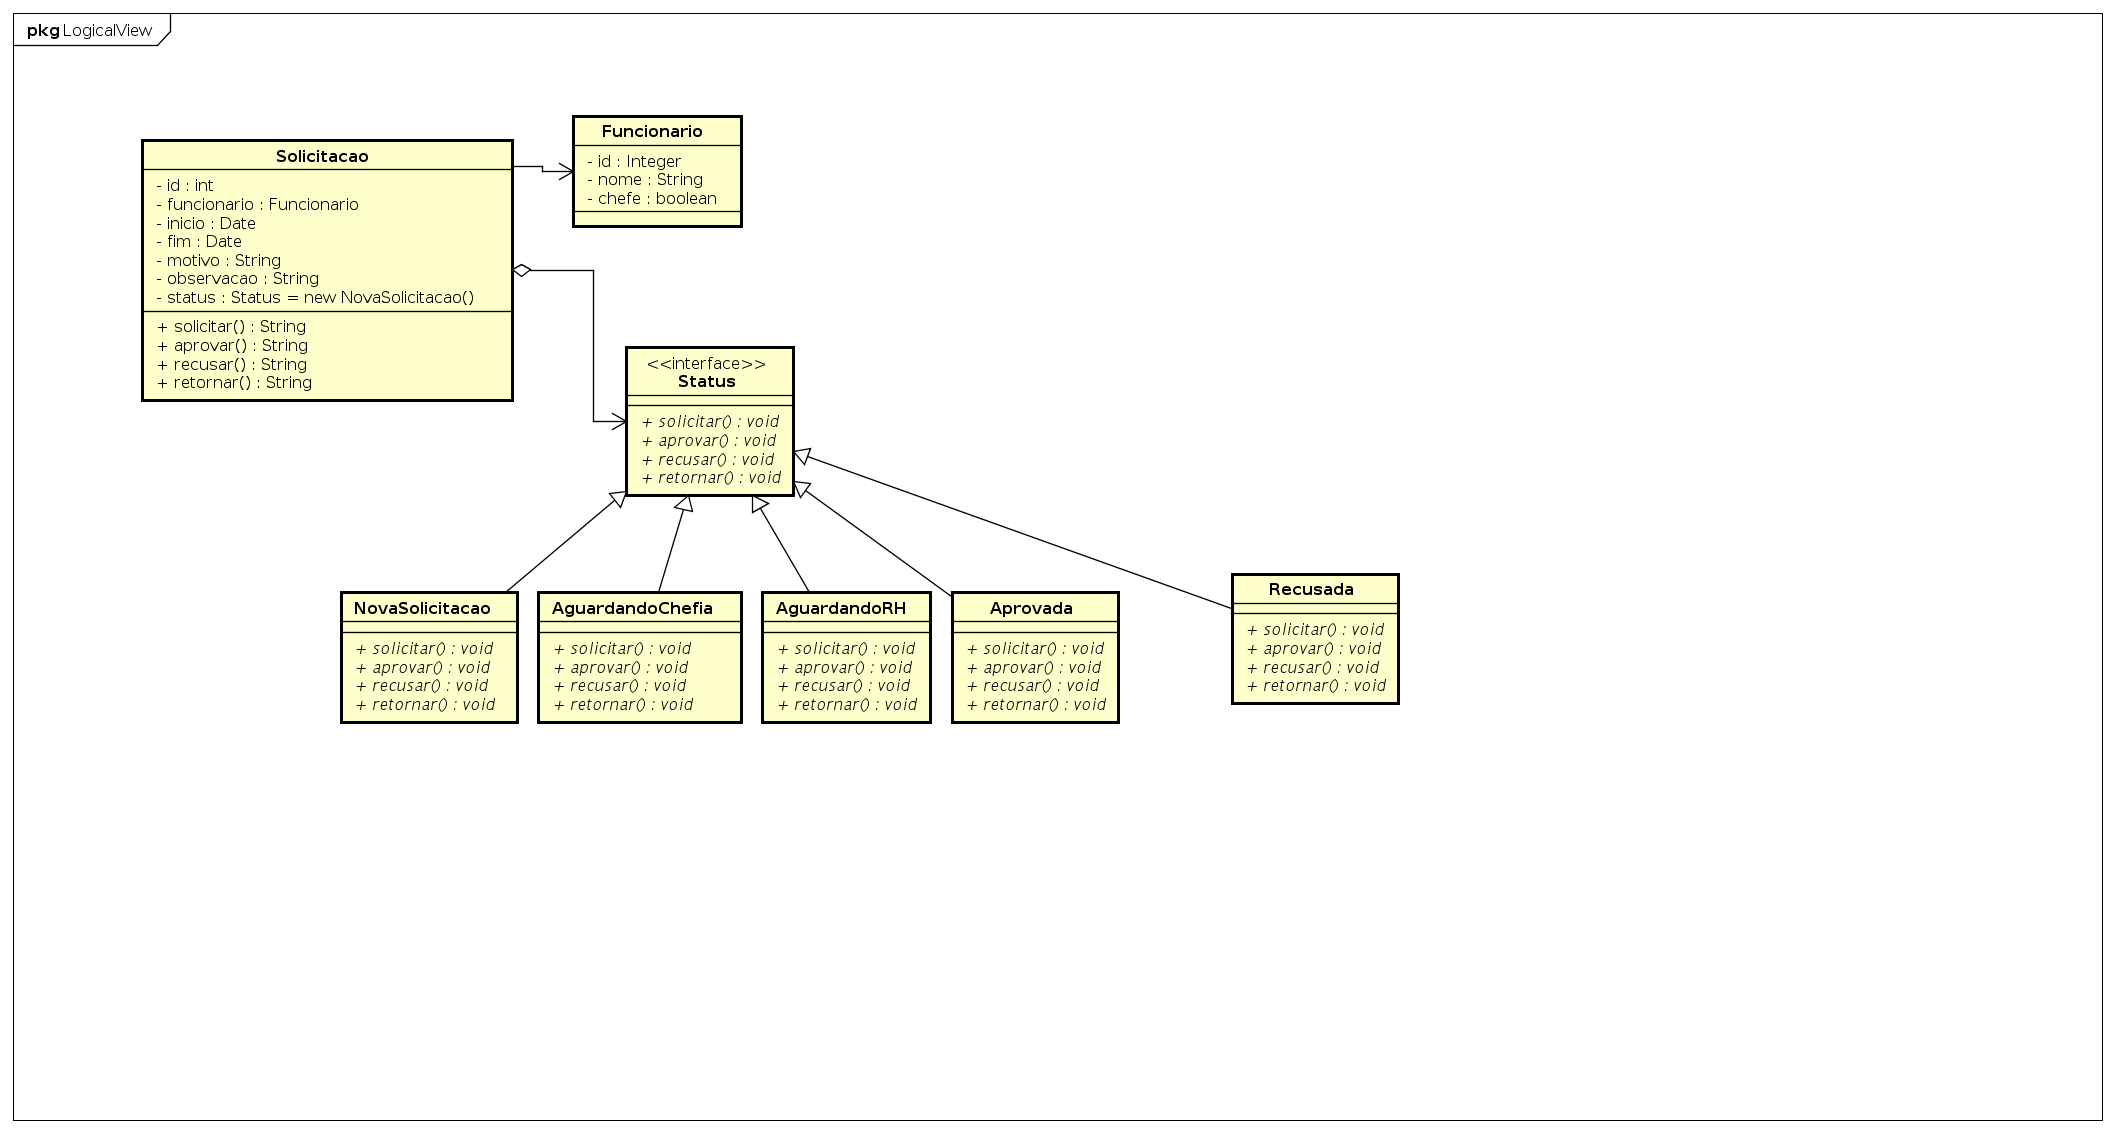 pkg LogicalView
Solicitacao
- id : int
- funcionario : Funcionario
- inicio : Date
- fim : Date
- motivo : String
- observacao : String
- status : Status = new NovaSolicitacao()
+ solicitar() : String
+ aprovar() : String
+ recusar() : String
+ retornar() : String
Funcionario
- id : Integer
- nome : String
- chefe : boolean
<<interface>>
Status
+ solicitar() : void
+ aprovar() : void
+ recusar() : void
+ retornar() : void
NovaSolicitacao
+ solicitar() : void
+ aprovar() : void
+ recusar() : void
+ retornar() : void
AguardandoChefia
+ solicitar() : void
+ aprovar() : void
+ recusar() : void
+ retornar() : void
AguardandoRH
+ solicitar() : void
+ aprovar() : void
+ recusar() : void
+ retornar() : void
Aprovada
+ solicitar() : void
+ aprovar() : void
+ recusar() : void
+ retornar() : void
Recusada
+ solicitar() : void
+ aprovar() : void
+ recusar() : void
+ retornar() : void